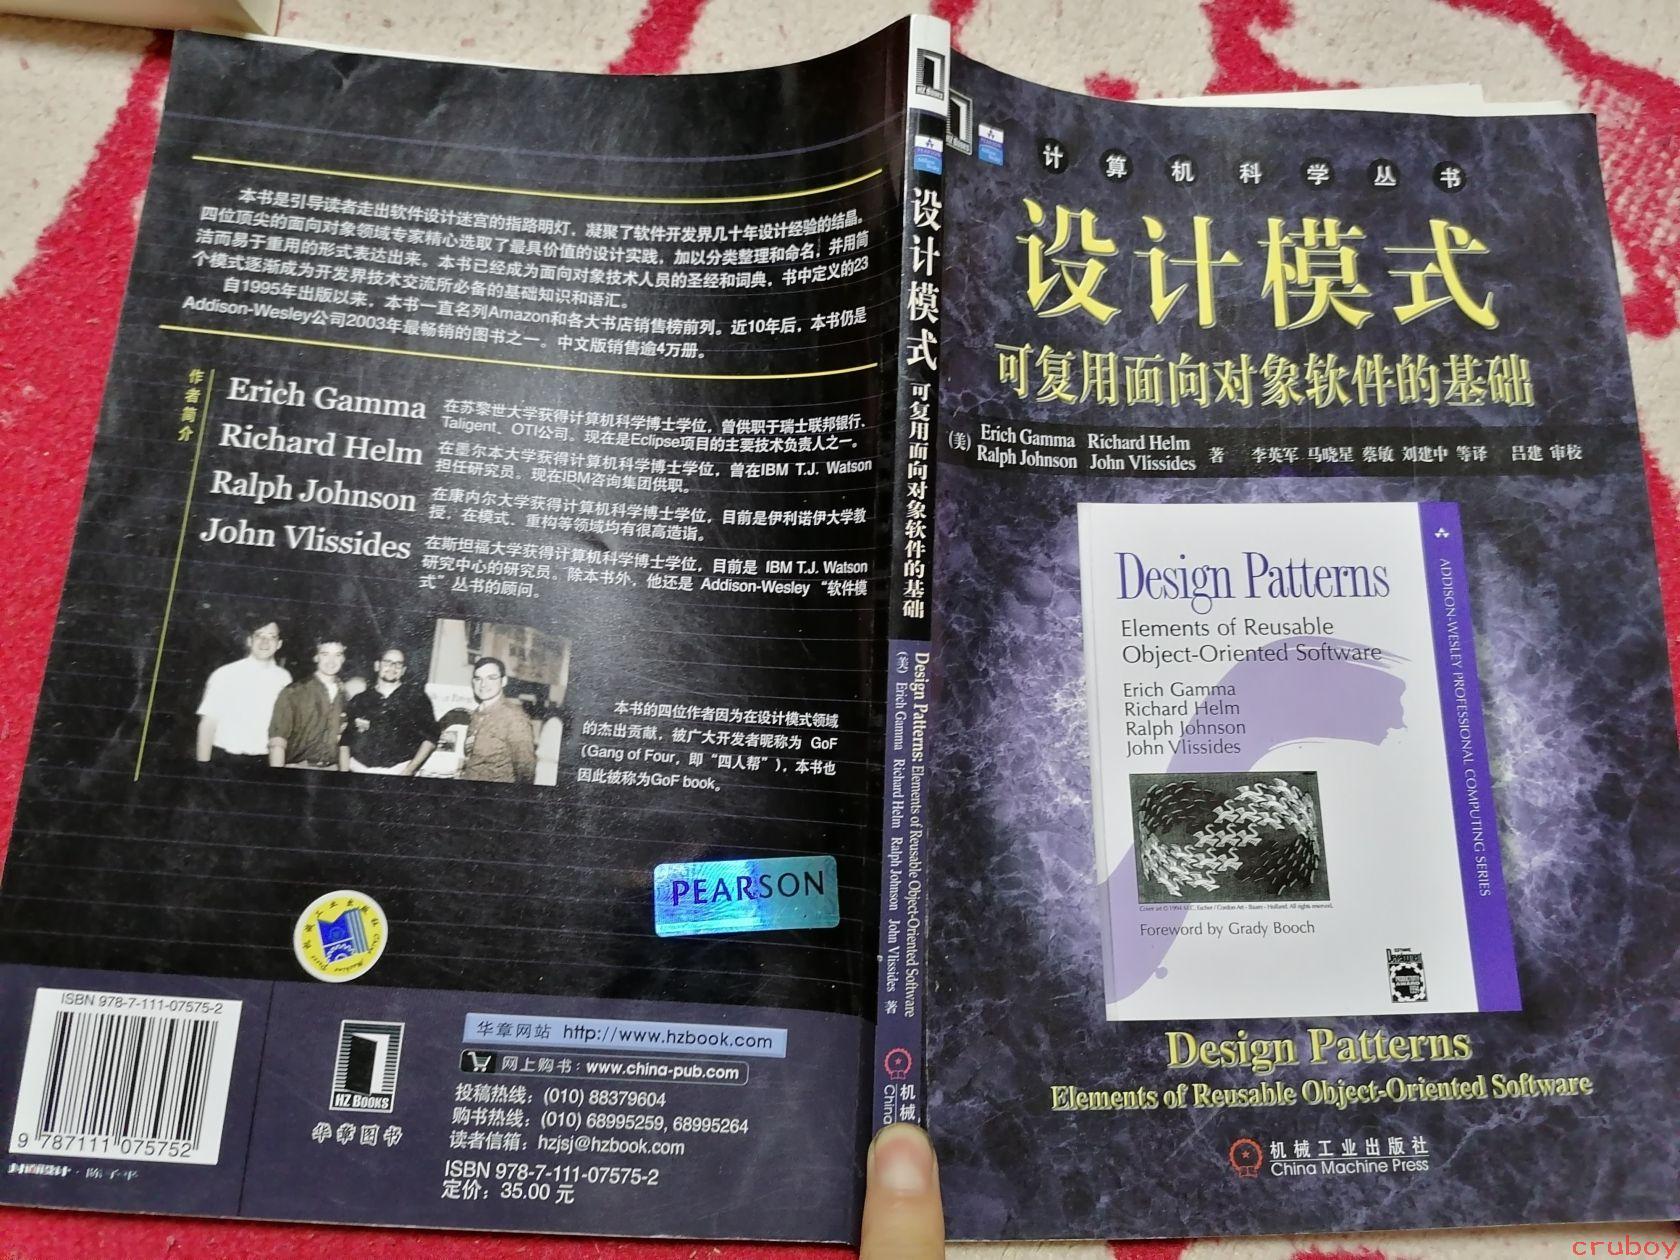 本书是引导读者走出软件设计迷宫的指路明灯，凝聚了软件开发界几十年设计经验的结晶。
四位顶尖的面向对象领域专家精心选取了最具价值的设计实践，加以分类整理和命名，并用简
洁而易于重用的形式表达出来。本书已经成为面向对象技术人员的圣经和词典，书中定义的23
个模式逐渐成为开发界技术交流所必备的基础知识和语汇。
自1995年出版以来，本书一直名列Amazon和各大书店销售榜前列。近10年后，本书仍是
Addison-Wesley公司2003年最畅销的图书之一。中文版销售逾4万册。
作者简介
Erich Gamma
在苏黎世大学获得计算机科学博士学位，曾供职于瑞士联邦银行、
Taligent、OTI公司。现在是Eclipse项目的主要技术负责人之一。
Richard Helm
在墨尔本大学获得计算机科学博士学位，曾在IBM T.J. Watson
担任研究员。现在IBM咨询集团供职。
Ralph Johnson
在康内尔大学获得计算机科学博士学位，目前是伊利诺伊大学教
授，在模式、重构等领域均有很高造诣。
John Vlissides
在斯坦福大学获得计算机科学博士学位，目前是 IBM T.J. Watson
研究中心的研究员。除本书外，他还是 Addison-Wesley “软件模
式”丛书的顾问。
本书的四位作者因为在设计模式领域
的杰出贡献，被广大开发者昵称为 GoF
(Gang of Four，即“四人帮”)，本书也
因此被称为GoF book。
PEARSON
ISBN 978-7-111-07575-2
9 787111 075752
HZ BOOKS
华章图书
华章网站 http://www.hzbook.com
网上购书：www.china-pub.com
投稿热线：(010) 88379604
购书热线：(010) 68995259, 68995264
读者信箱：hzjsj@hzbook.com
ISBN 978-7-111-07575-2
定价：35.00 元
HZ BOOKS
设计模式 可复用面向对象软件的基础
Design Patterns: Elements of Reusable Object-Oriented Software
(美) Erich Gamma Richard Helm Ralph Johnson John Vlissides 著
机械
China
HZ BOOKS
计算机科学丛书
设计模式
可复用面向对象软件的基础
(美) Erich Gamma Richard Helm
Ralph Johnson John Vlissides 著 李英军 马晓星 蔡敏 刘建中 等译 吕建 审校
Design Patterns
Elements of Reusable
Object-Oriented Software
Erich Gamma
Richard Helm
Ralph Johnson
John Vlissides
Foreword by Grady Booch
ADDISON-WESLEY PROFESSIONAL COMPUTING SERIES
Design Patterns
Elements of Reusable Object-Oriented Software
机械工业出版社
China Machine Press
cruboy